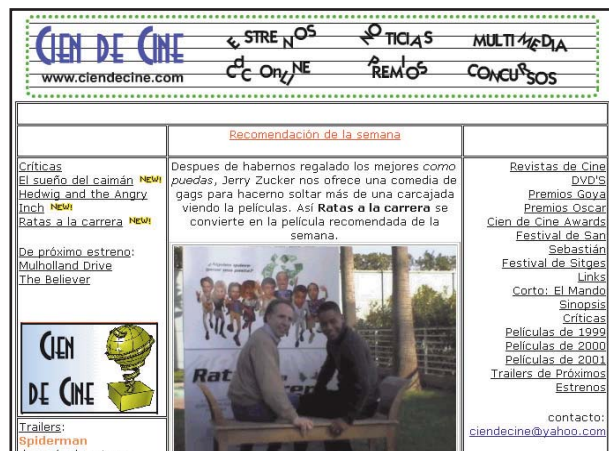 CIEN DE CINE
www.ciendecine.com
ESTRENOS
NOTICIAS
MULTIMEDIA
CdC OnLINE
PREMIOS
CONCURSOS
Recomendación de la semana
Críticas
El sueño del caimán NEW!
Hedwig and the Angry
Inch NEW!
Ratas a la carrera NEW!
De próximo estreno:
Mulholland Drive
The Believer
CIEN
DE CINE
Trailers:
Spiderman
Despues de habernos regalado los mejores como
puedas, Jerry Zucker nos ofrece una comedia de
gags para hacerno soltar más de una carcajada
viendo la películas. Así Ratas a la carrera se
convierte en la película recomendada de la
semana.
Rat
Revistas de Cine
DVD'S
Premios Goya
Premios Oscar
Cien de Cine Awards
Festival de San
Sebastián
Festival de Sitges
Links
Corto: El Mando
Sinopsis
Críticas
Películas de 1999
Películas de 2000
Películas de 2001
Trailers de Próximos
Estrenos
contacto:
ciendecine@yahoo.com